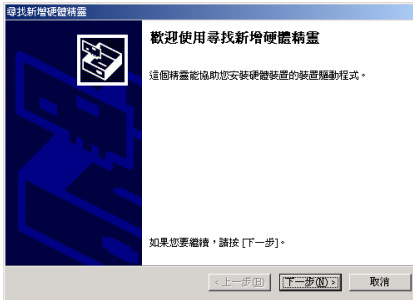 尋找新增硬體精靈
歡迎使用尋找新增硬體精靈
這個精靈能協助您安裝硬體裝置的裝置驅動程式。
如果您要繼續，請按 [下一步]。
<上一步(B)
下一步(N)>
取消